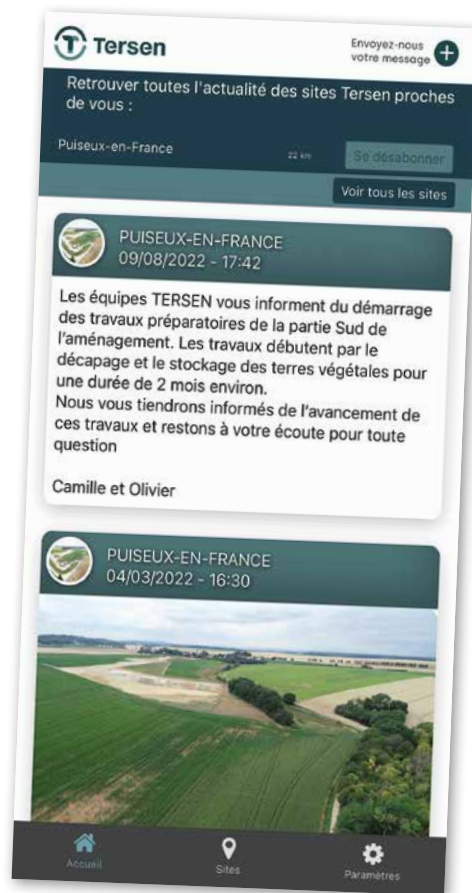 Tersen
Envoyez-nous
votre message
Retrouver toutes l'actualité des sites Tersen proches
de vous :
Puiseux-en-France
22 km
Se désabonner
Voir tous les sites
PUISEUX-EN-FRANCE
09/08/2022 - 17:42
Les équipes TERSEN vous informent du démarrage
des travaux préparatoires de la partie Sud de
l'aménagement. Les travaux débutent par le
décapage et le stockage des terres végétales pour
une durée de 2 mois environ.
Nous vous tiendrons informés de l'avancement de
ces travaux et restons à votre écoute pour toute
question
Camille et Olivier
PUISEUX-EN-FRANCE
04/03/2022 - 16:30
Accueil
Sites
Paramètres